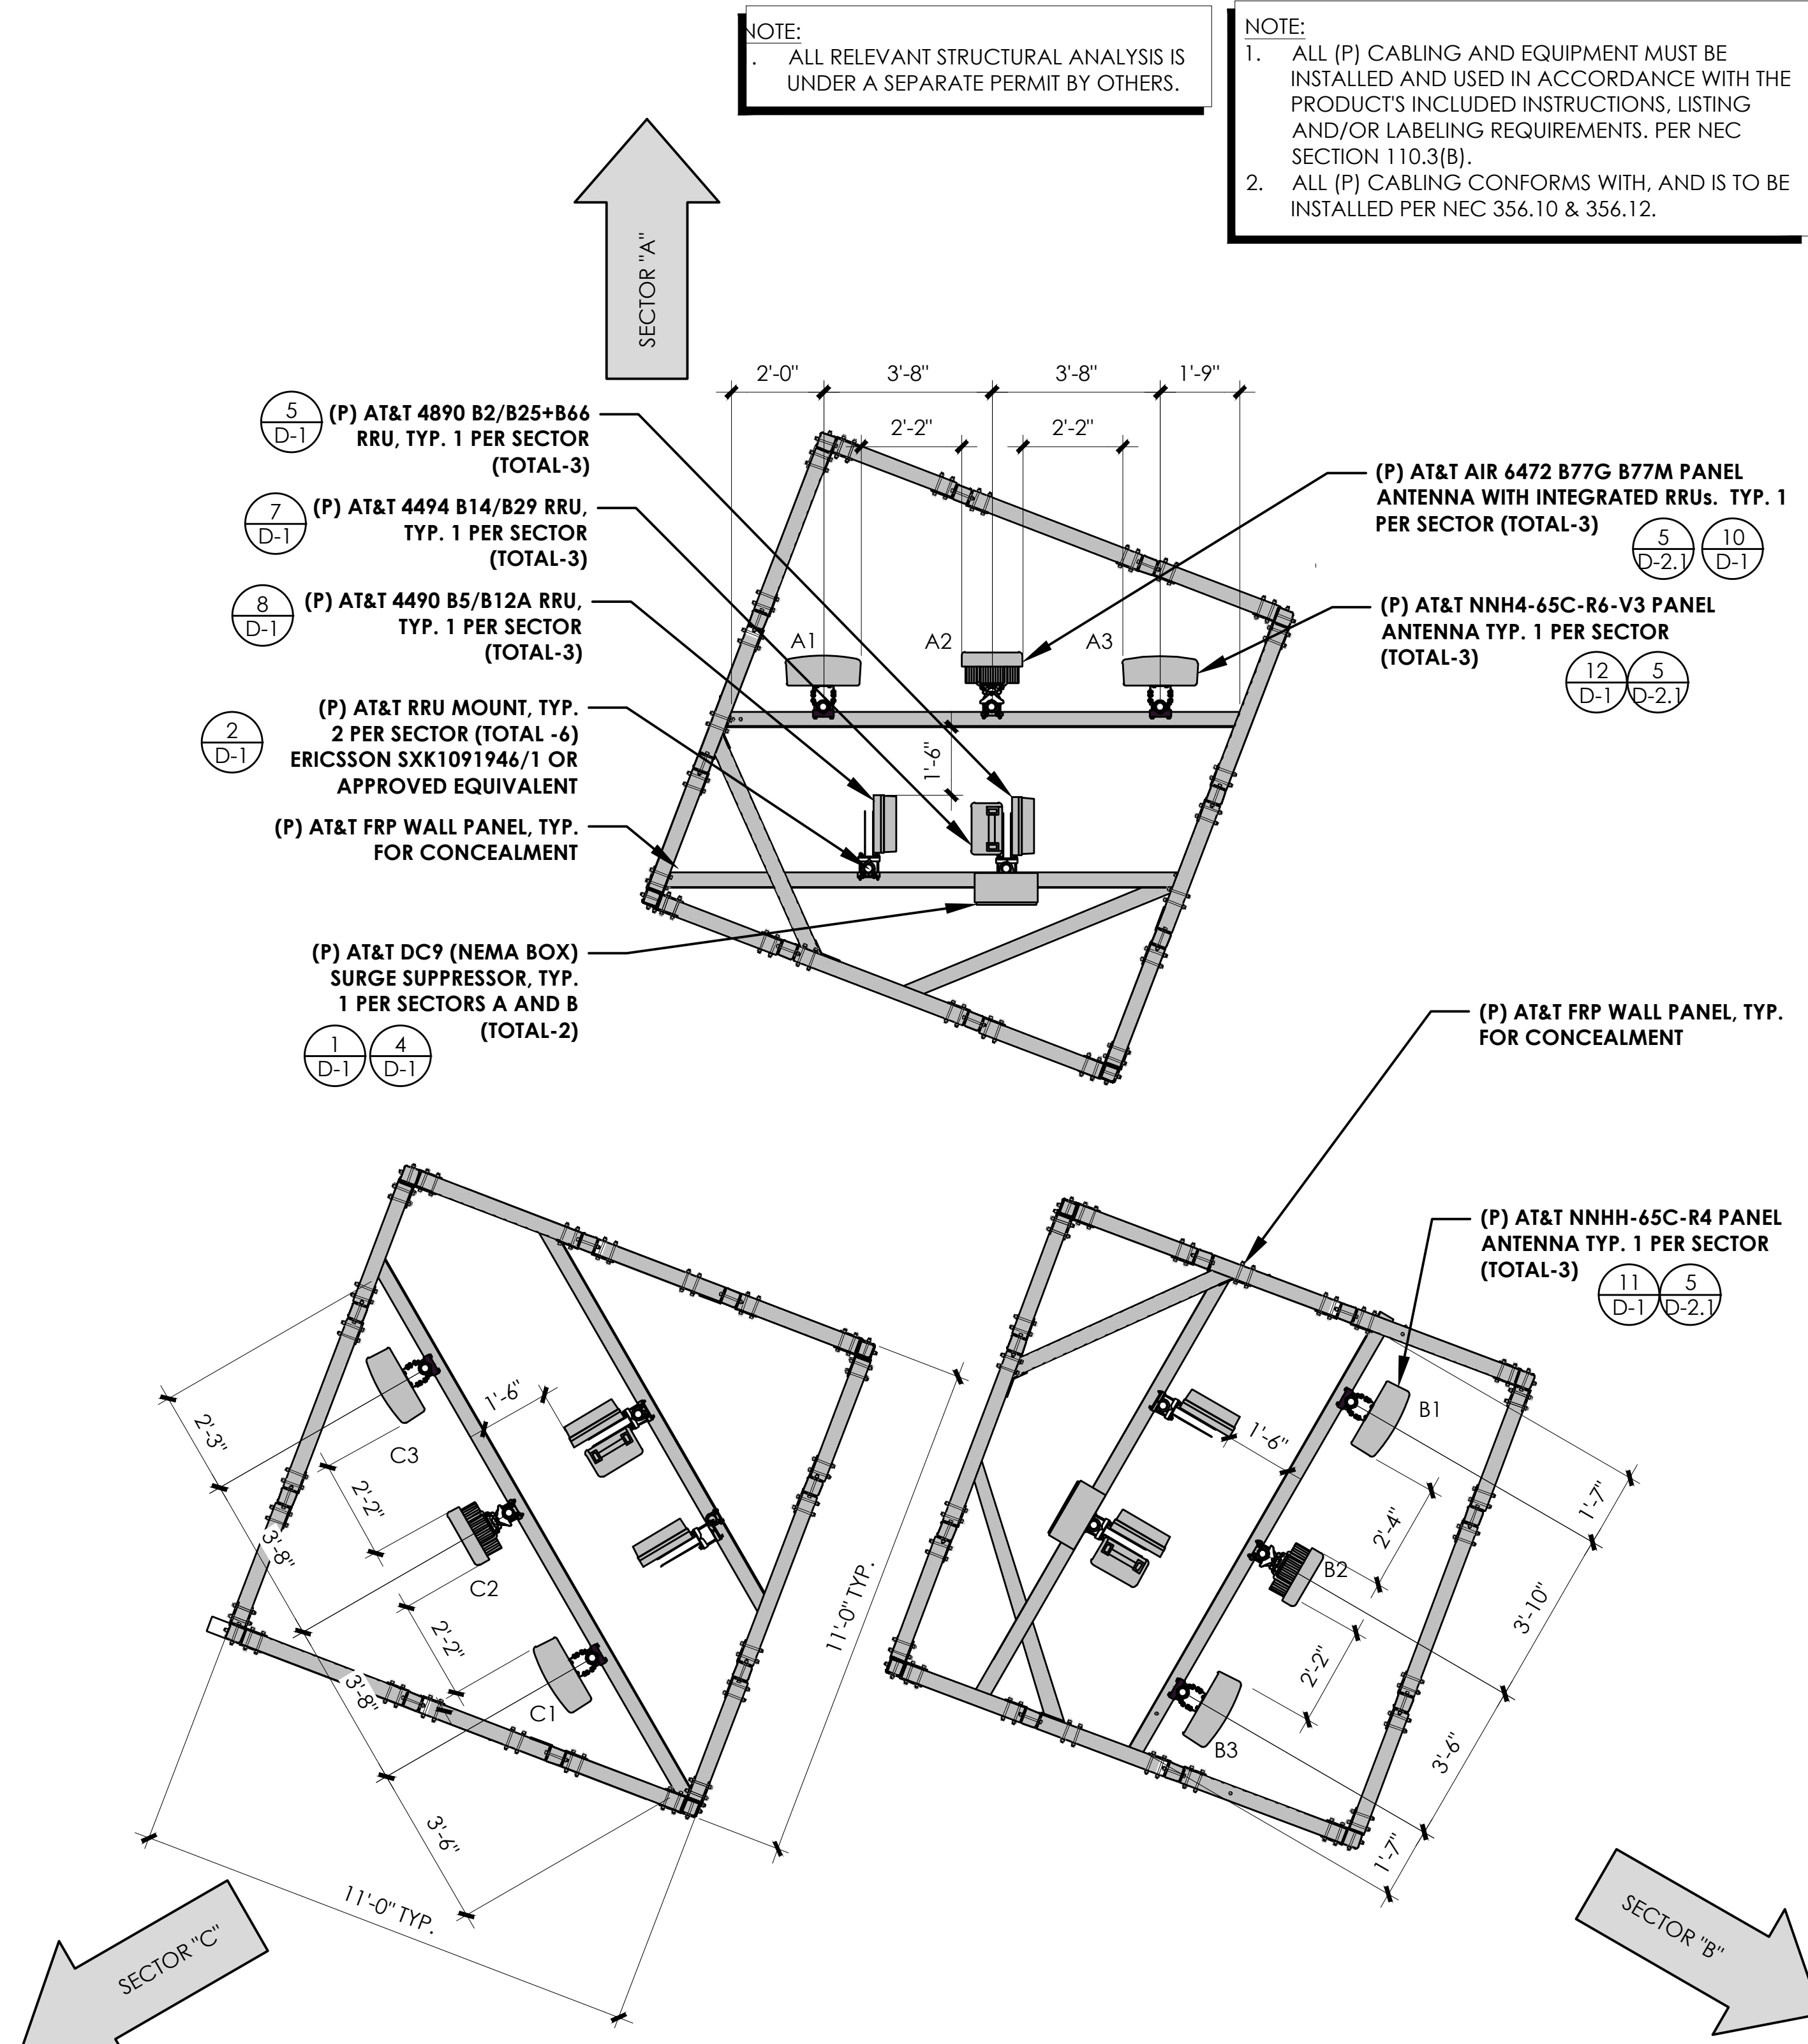 NOTE:
. ALL RELEVANT STRUCTURAL ANALYSIS IS
UNDER A SEPARATE PERMIT BY OTHERS.
NOTE:
1. ALL (P) CABLING AND EQUIPMENT MUST BE
INSTALLED AND USED IN ACCORDANCE WITH THE
PRODUCT'S INCLUDED INSTRUCTIONS, LISTING
AND/OR LABELING REQUIREMENTS. PER NEC
SECTION 110.3(B).
2. ALL (P) CABLING CONFORMS WITH, AND IS TO BE
INSTALLED PER NEC 356.10 & 356.12.
SECTOR "A"
2'-0" 3'-8" 3'-8" 1'-9"
2'-2" 2'-2"
5
D-1
(P) AT&T 4890 B2/B25+B66
RRU, TYP. 1 PER SECTOR
(TOTAL-3)
7
D-1
(P) AT&T 4494 B14/B29 RRU,
TYP. 1 PER SECTOR
(TOTAL-3)
8
D-1
(P) AT&T 4490 B5/B12A RRU,
TYP. 1 PER SECTOR
(TOTAL-3)
2
D-1
(P) AT&T RRU MOUNT, TYP.
2 PER SECTOR (TOTAL -6)
ERICSSON SXK1091946/1 OR
APPROVED EQUIVALENT
(P) AT&T FRP WALL PANEL, TYP.
FOR CONCEALMENT
(P) AT&T DC9 (NEMA BOX)
SURGE SUPPRESSOR, TYP.
1 PER SECTORS A AND B
(TOTAL-2)
1
D-1
4
D-1
A1 A2 A3
1'-6"
(P) AT&T AIR 6472 B77G B77M PANEL
ANTENNA WITH INTEGRATED RRUs. TYP. 1
PER SECTOR (TOTAL-3)
5
D-2.1
10
D-1
(P) AT&T NNH4-65C-R6-V3 PANEL
ANTENNA TYP. 1 PER SECTOR
(TOTAL-3)
12
D-1
5
D-2.1
(P) AT&T FRP WALL PANEL, TYP.
FOR CONCEALMENT
(P) AT&T NNHH-65C-R4 PANEL
ANTENNA TYP. 1 PER SECTOR
(TOTAL-3)
11
D-1
5
D-2.1
2'-3"
C3
1'-6"
2'-2"
3'-8"
C2
2'-2"
3'-8"
C1
3'-6"
11'-0" TYP.
11'-0" TYP.
SECTOR "C"
B1
1'-6"
1'-7"
2'-4"
B2
3'-10"
2'-2"
B3
3'-6"
1'-7"
SECTOR "B"